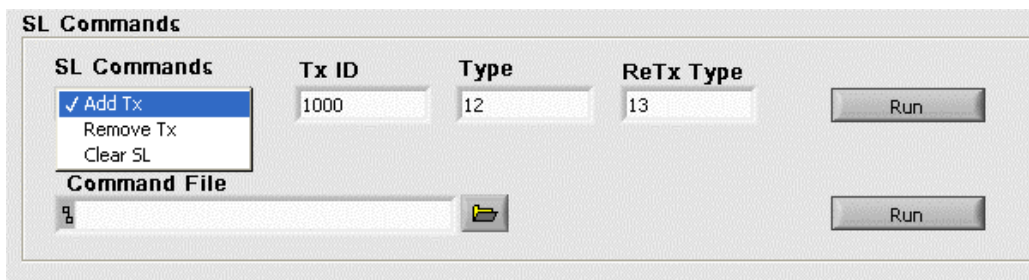 SL Commands
SL Commands Tx ID Type ReTx Type
✓ Add Tx 1000 12 13 Run
Remove Tx
Clear SL
Command File
Run